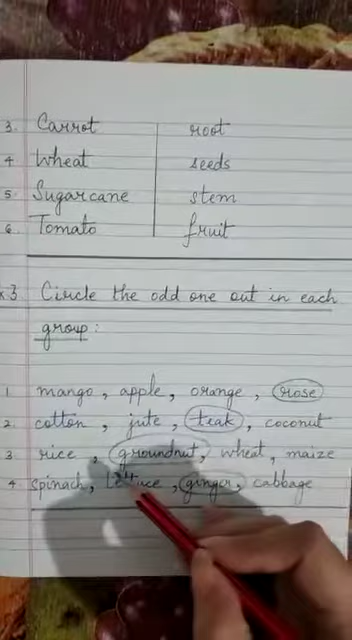 3. Carrot root
4 Wheat seeds
5 Sugarcane stem
6. Tomato fruit
3 Circle the odd one out in each
group :
1. mango, apple, orange, rose
2. cotton, jute, teak, coconut
3 rice, groundnut, wheat, maize
4. spinach, lettuce, ginger, cabbage